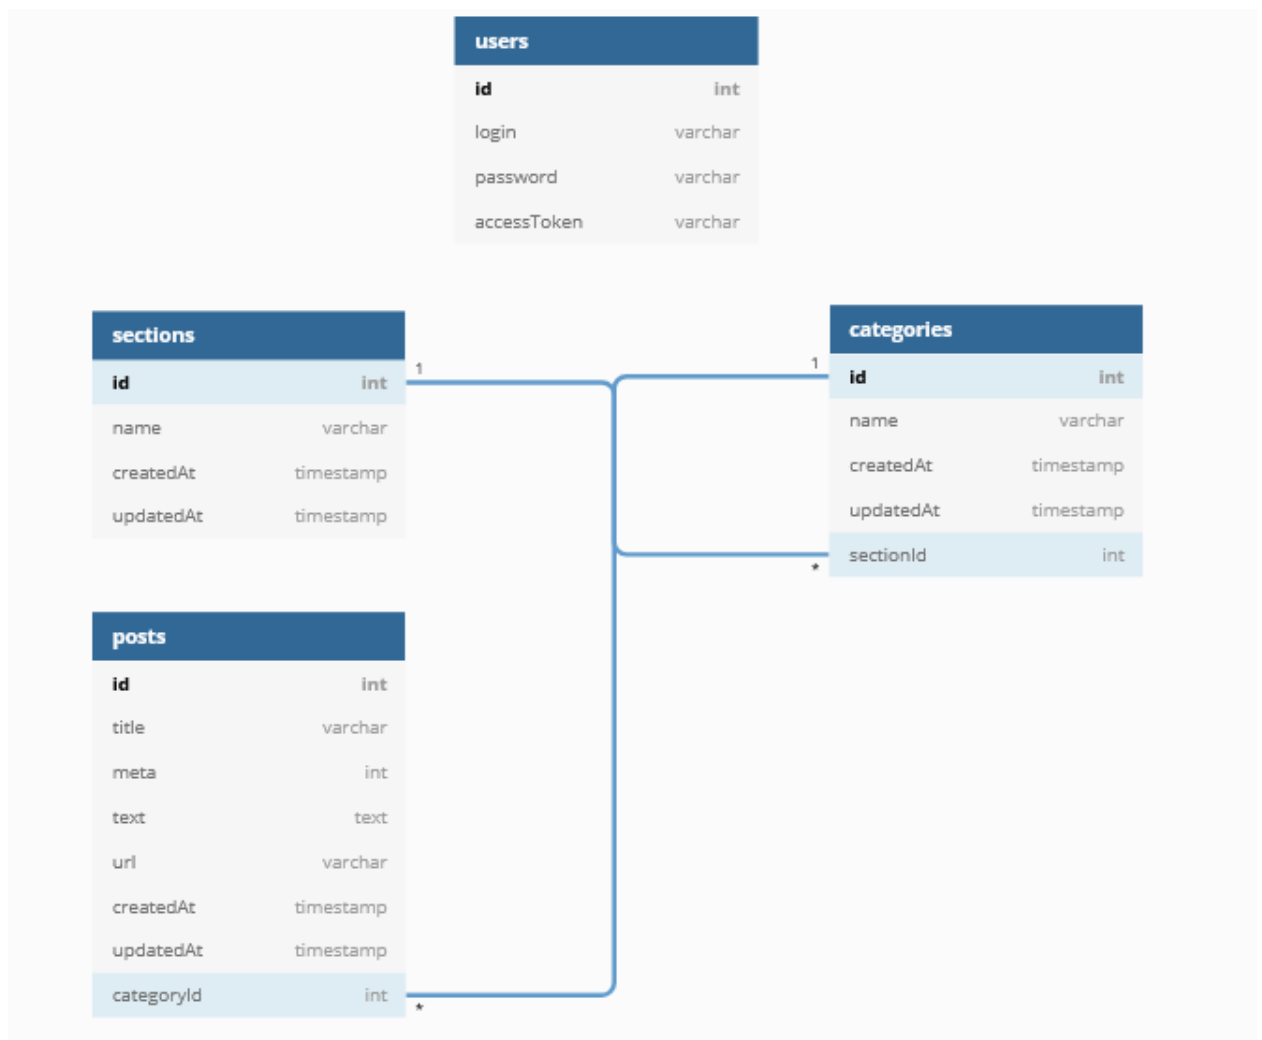 users
id int
login varchar
password varchar
accessToken varchar
sections
id int
name varchar
createdAt timestamp
updatedAt timestamp
1
1
*
categories
id int
name varchar
createdAt timestamp
updatedAt timestamp
sectionId int
posts
id int
title varchar
meta int
text text
url varchar
createdAt timestamp
updatedAt timestamp
categoryId int
*